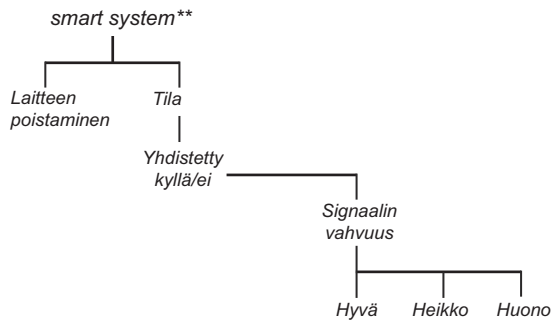 smart system**
Laitteen
poistaminen
Tila
Yhdistetty
kyllä/ei
Signaalin
vahvuus
Hyvä
Heikko
Huono